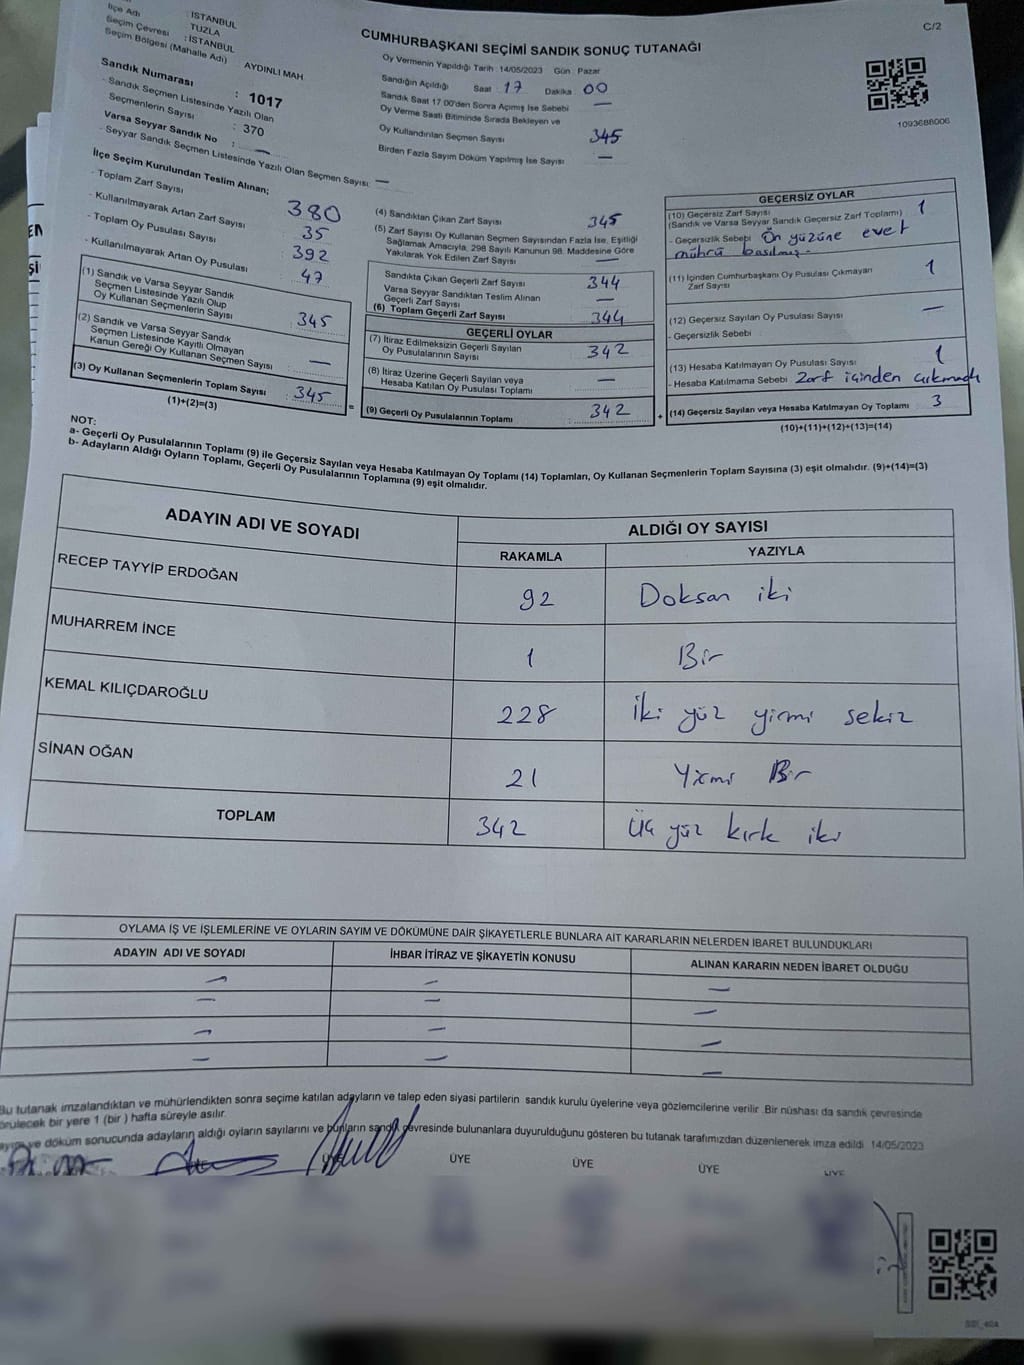 İlçe Adı : İSTANBUL
TUZLA
Seçim Çevresi : İSTANBUL
Seçim Bölgesi (Mahalle Adı) AYDINLI MAH.
Sandık Numarası : 1017
- Sandık Seçmen Listesinde Yazılı Olan
Seçmenlerin Sayısı : 370
Varsa Seyyar Sandık No : —
- Seyyar Sandık Seçmen Listesinde Yazılı Olan Seçmen Sayısı: —
C/2
CUMHURBAŞKANI SEÇİMİ SANDIK SONUÇ TUTANAĞI
Oy Vermenin Yapıldığı Tarih :14/05/2023 Gün : Pazar
Sandığın Açıldığı Saat 17 Dakika 00
Sandık Saat 17.00'den Sonra Açılmış İse Sebebi —
Oy Verme Saati Bitiminde Sırada Bekleyen ve
Oy Kullandırılan Seçmen Sayısı 345
Birden Fazla Sayım Döküm Yapılmış İse Sayısı —
1093688006
İlçe Seçim Kurulundan Teslim Alınan;
- Toplam Zarf Sayısı 380
- Kullanılmayarak Artan Zarf Sayısı 35
- Toplam Oy Pusulası Sayısı 392
- Kullanılmayarak Artan Oy Pusulası 47
(1) Sandık ve Varsa Seyyar Sandık
Seçmen Listesinde Yazılı Olup
Oy Kullanan Seçmenlerin Sayısı : 345
(2) Sandık ve Varsa Seyyar Sandık
Seçmen Listesinde Kayıtlı Olmayan
Kanun Gereği Oy Kullanan Seçmen Sayısı : —
(3) Oy Kullanan Seçmenlerin Toplam Sayısı : 345 =
(1)+(2)=(3)
(4) Sandıktan Çıkan Zarf Sayısı 345
(5) Zarf Sayısı Oy Kullanan Seçmen Sayısından Fazla İse, Eşitliği
Sağlamak Amacıyla, 298 Sayılı Kanunun 98. Maddesine Göre
Yakılarak Yok Edilen Zarf Sayısı —
Sandıkta Çıkan Geçerli Zarf Sayısı 344
Varsa Seyyar Sandıktan Teslim Alınan
Geçerli Zarf Sayısı —
(6) Toplam Geçerli Zarf Sayısı 344
GEÇERLİ OYLAR
(7) İtiraz Edilmeksizin Geçerli Sayılan
Oy Pusulalarının Sayısı : 342
(8) İtiraz Üzerine Geçerli Sayılan veya
Hesaba Katılan Oy Pusulası Toplamı : —
(9) Geçerli Oy Pusulalarının Toplamı : 342 +
GEÇERSİZ OYLAR
(10) Geçersiz Zarf Sayısı
(Sandık ve Varsa Seyyar Sandık Geçersiz Zarf Toplamı) 1
- Geçersizlik Sebebi Ön yüzüne evet
mührü basılmış.
(11) İçinden Cumhurbaşkanı Oy Pusulası Çıkmayan
Zarf Sayısı 1
(12) Geçersiz Sayılan Oy Pusulası Sayısı —
- Geçersizlik Sebebi
(13) Hesaba Katılmayan Oy Pusulası Sayısı 1
- Hesaba Katılmama Sebebi Zarf içinden çıkmadı
(14) Geçersiz Sayılan veya Hesaba Katılmayan Oy Toplamı 3
(10)+(11)+(12)+(13)=(14)
NOT:
a- Geçerli Oy Pusulalarının Toplamı (9) ile Geçersiz Sayılan veya Hesaba Katılmayan Oy Toplamı (14) Toplamları, Oy Kullanan Seçmenlerin Toplam Sayısına (3) eşit olmalıdır. (9)+(14)=(3)
b- Adayların Aldığı Oyların Toplamı, Geçerli Oy Pusulalarının Toplamına (9) eşit olmalıdır.
ADAYIN ADI VE SOYADI ALDIĞI OY SAYISI
RAKAMLA YAZIYLA
RECEP TAYYİP ERDOĞAN 92 Doksan iki
MUHARREM İNCE 1 Bir
KEMAL KILIÇDAROĞLU 228 İki yüz yirmi sekiz
SİNAN OĞAN 21 Yirmi Bir
TOPLAM 342 Üç yüz kırk iki
OYLAMA İŞ VE İŞLEMLERİNE VE OYLARIN SAYIM VE DÖKÜMÜNE DAİR ŞİKAYETLERLE BUNLARA AİT KARARLARIN NELERDEN İBARET BULUNDUKLARI
ADAYIN ADI VE SOYADI İHBAR İTİRAZ VE ŞİKAYETİN KONUSU ALINAN KARARIN NEDEN İBARET OLDUĞU
— — —
— — —
— — —
— — —
Bu tutanak imzalandıktan ve mühürlendikten sonra seçime katılan adayların ve talep eden siyasi partilerin sandık kurulu üyelerine veya gözlemcilerine verilir. Bir nüshası da sandık çevresinde
görülecek bir yere 1 (bir ) hafta süreyle asılır.
Sayım ve döküm sonucunda adayların aldığı oyların sayılarını ve bunların sandık çevresinde bulunanlara duyurulduğunu gösteren bu tutanak tarafımızdan düzenlenerek imza edildi. 14/05/2023
ÜYE ÜYE ÜYE ÜYE ÜYE